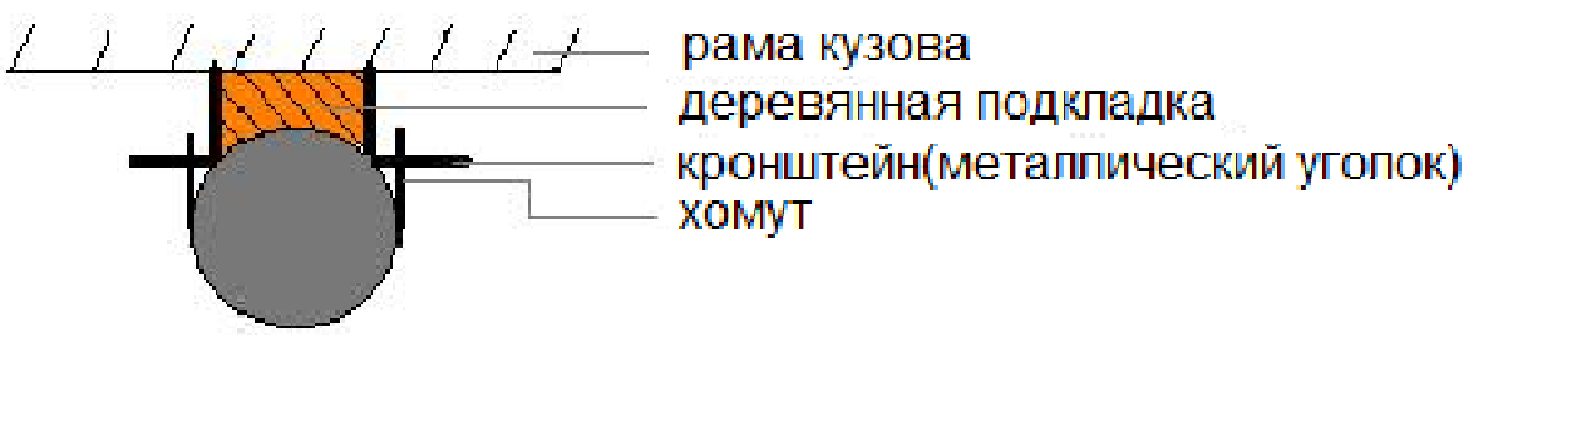 рама кузова
деревянная подкладка
кронштейн(металлический уголок)
хомут